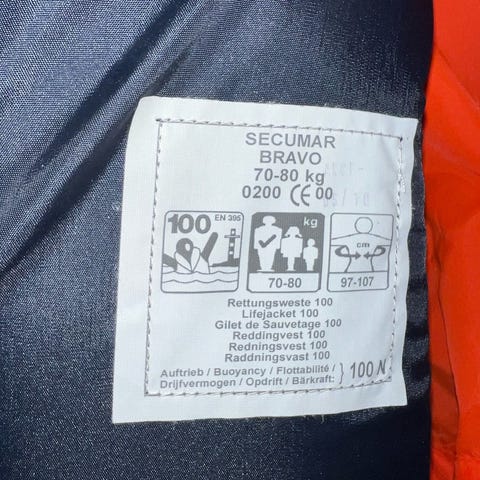 SECUMAR
BRAVO
70-80 kg
0200 CE 00
100 EN 395
kg
70-80
cm
97-107
Rettungsweste 100
Lifejacket 100
Gilet de Sauvetage 100
Reddingvest 100
Redningsvest 100
Raddningsvast 100
Auftrieb / Buoyancy / Flottabilité /
Drijfvermogen / Opdrift / Bärkraft: } 100 N